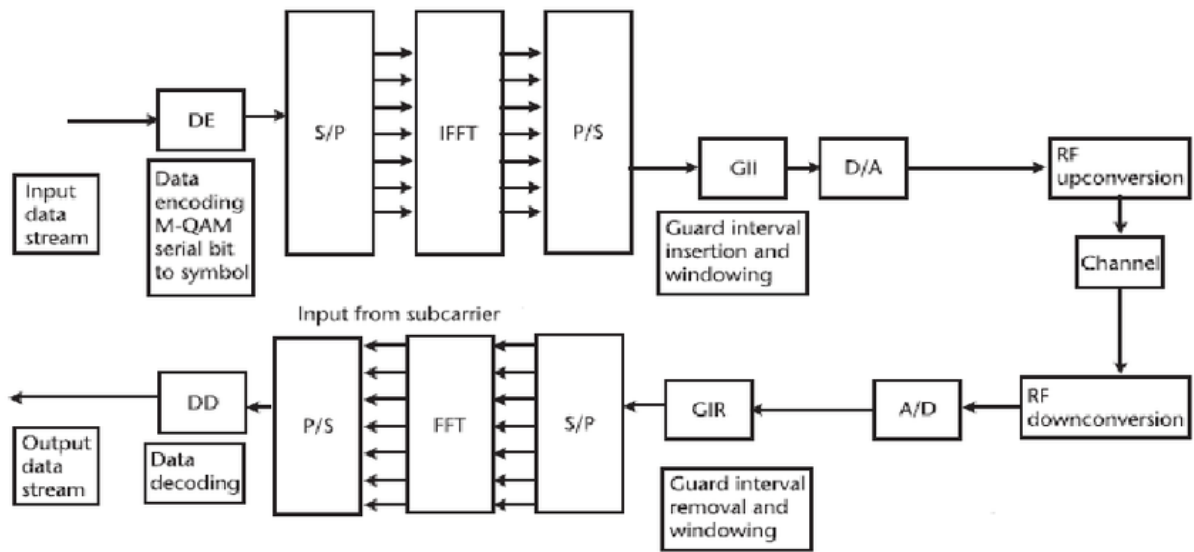 DE
S/P
IFFT
P/S
GII
D/A
RF
upconversion
Input
data
stream
Data
encoding
M-QAM
serial bit
to symbol
Guard interval
insertion and
windowing
Channel
Input from subcarrier
DD
P/S
FFT
S/P
GIR
A/D
RF
downconversion
Output
data
stream
Data
decoding
Guard interval
removal and
windowing